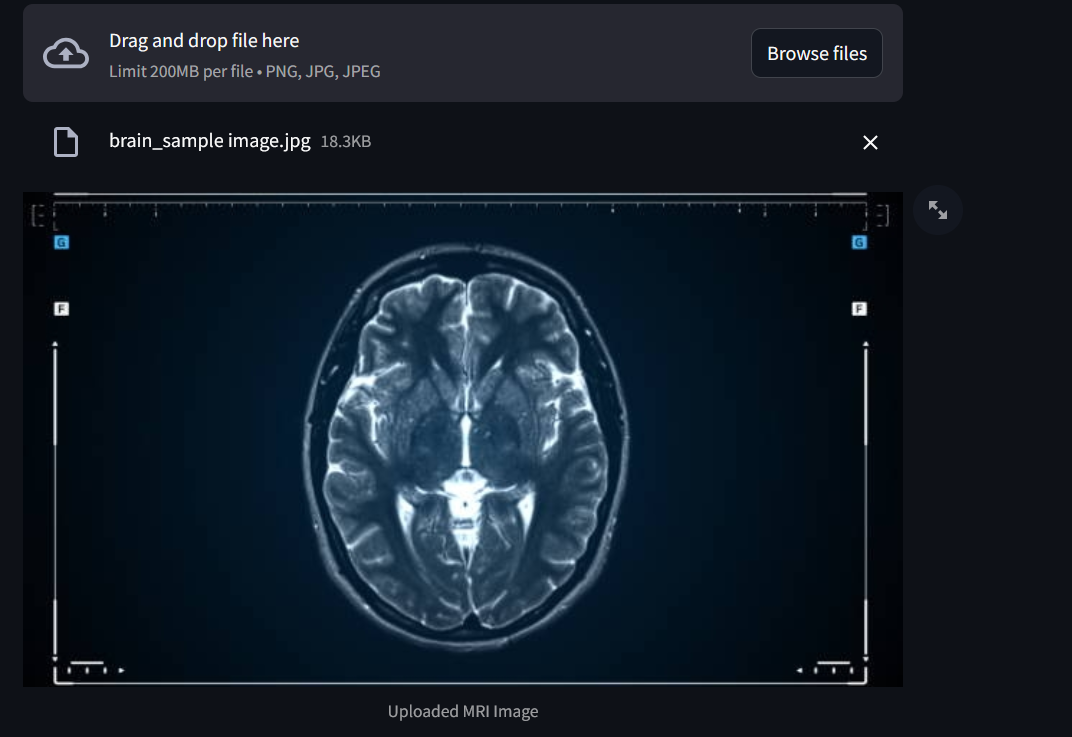 Drag and drop file here
Limit 200MB per file • PNG, JPG, JPEG
Browse files
brain_sample image.jpg 18.3KB
G
G
F
F
Uploaded MRI Image